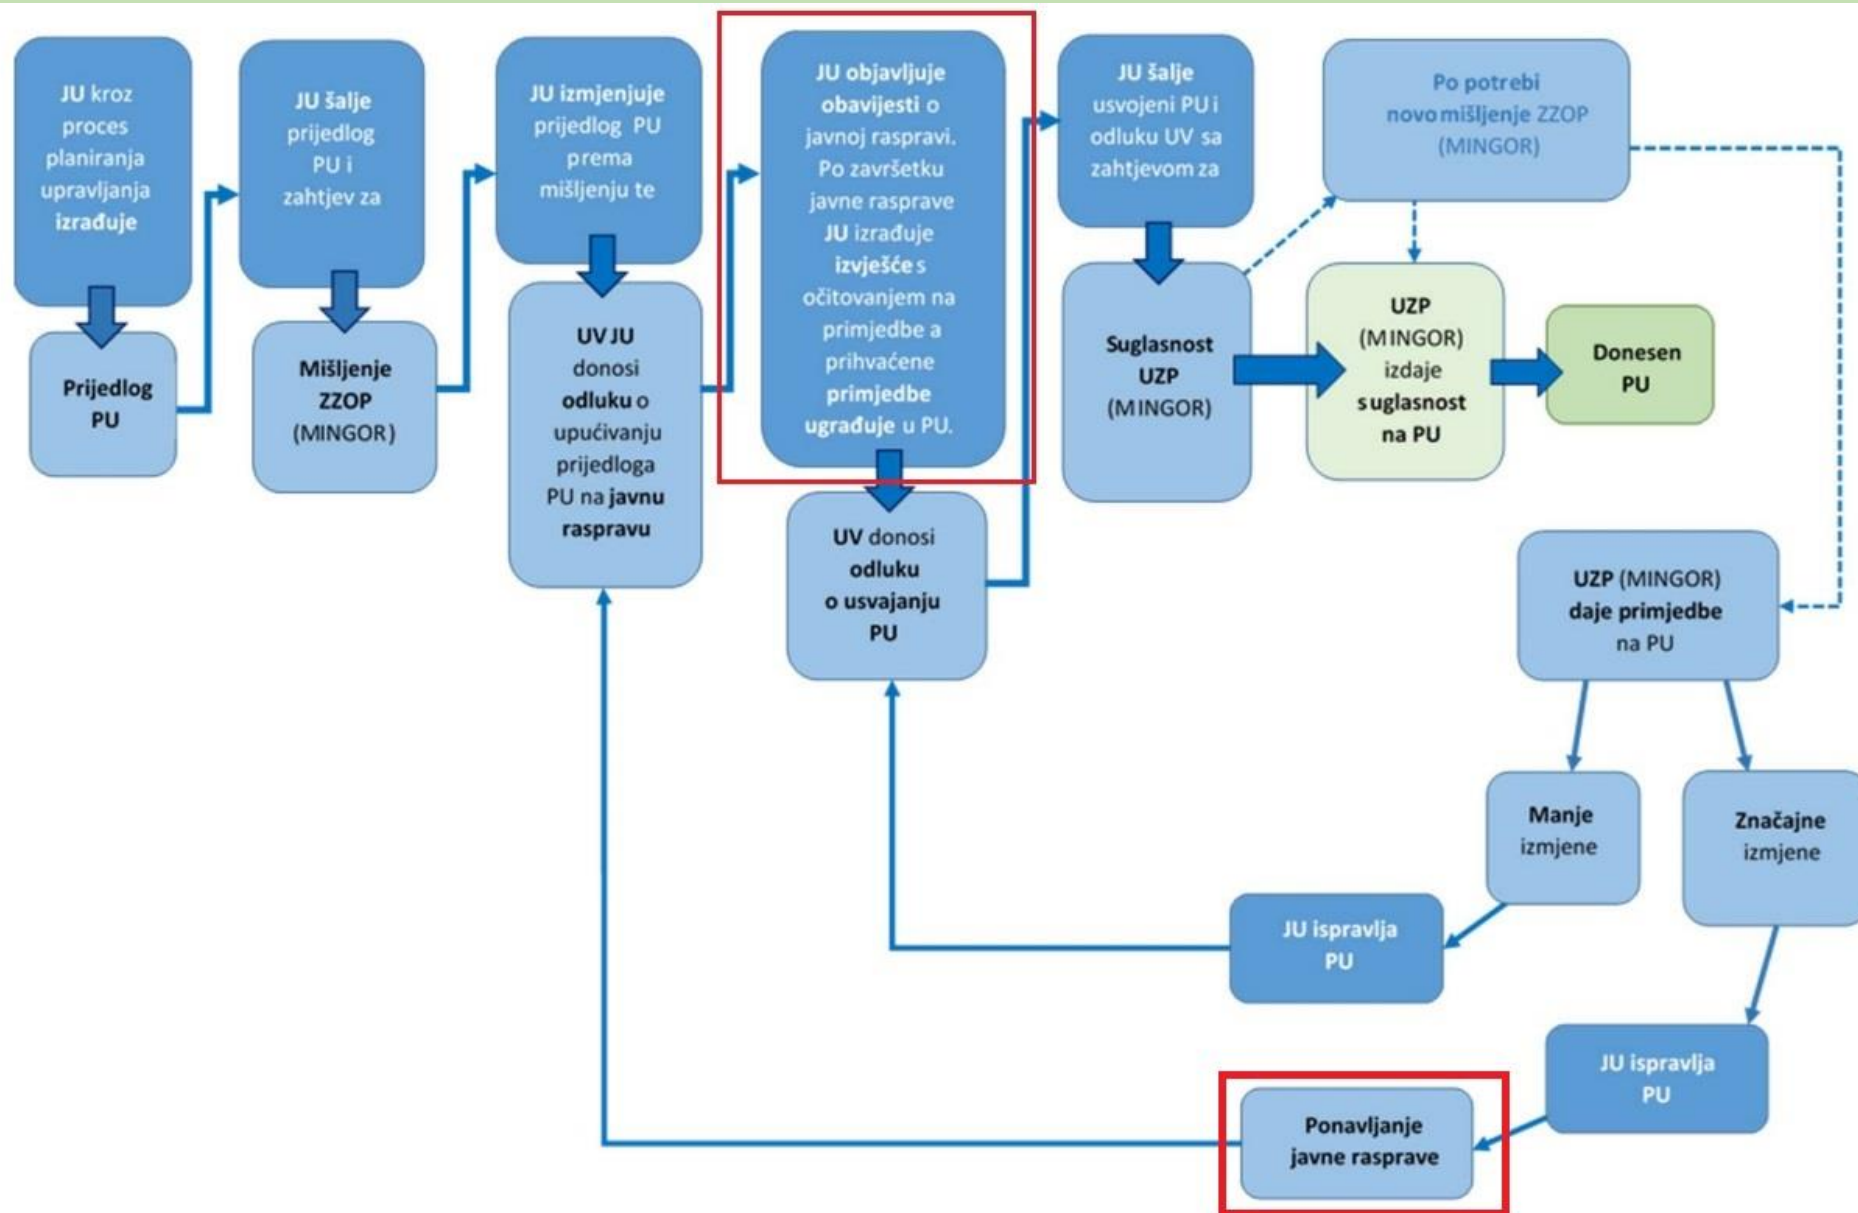 JU kroz
proces
planiranja
upravljanja
izrađuje
Prijedlog
PU
JU šalje
prijedlog
PU i
zahtjev za
Mišljenje
ZZOP
(MINGOR)
JU izmjenjuje
prijedlog PU
prema
mišljenju te
UV JU
donosi
odluku o
upućivanju
prijedloga
PU na javnu
raspravu
JU objavljuje
obavijesti o
javnoj raspravi.
Po završetku
javne rasprave
JU izrađuje
izvješće s
očitovanjem na
primjedbe a
prihvaćene
primjedbe
ugrađuje u PU.
UV donosi
odluku
o usvajanju
PU
JU šalje
usvojeni PU i
odluku UV sa
zahtjevom za
Suglasnost
UZP
(MINGOR)
Po potrebi
novo mišljenje ZZOP
(MINGOR)
UZP
(MINGOR)
izdaje
suglasnost
na PU
Donesen
PU
UZP (MINGOR)
daje primjedbe
na PU
Manje
izmjene
Značajne
izmjene
JU ispravlja
PU
JU ispravlja
PU
Ponavljanje
javne rasprave